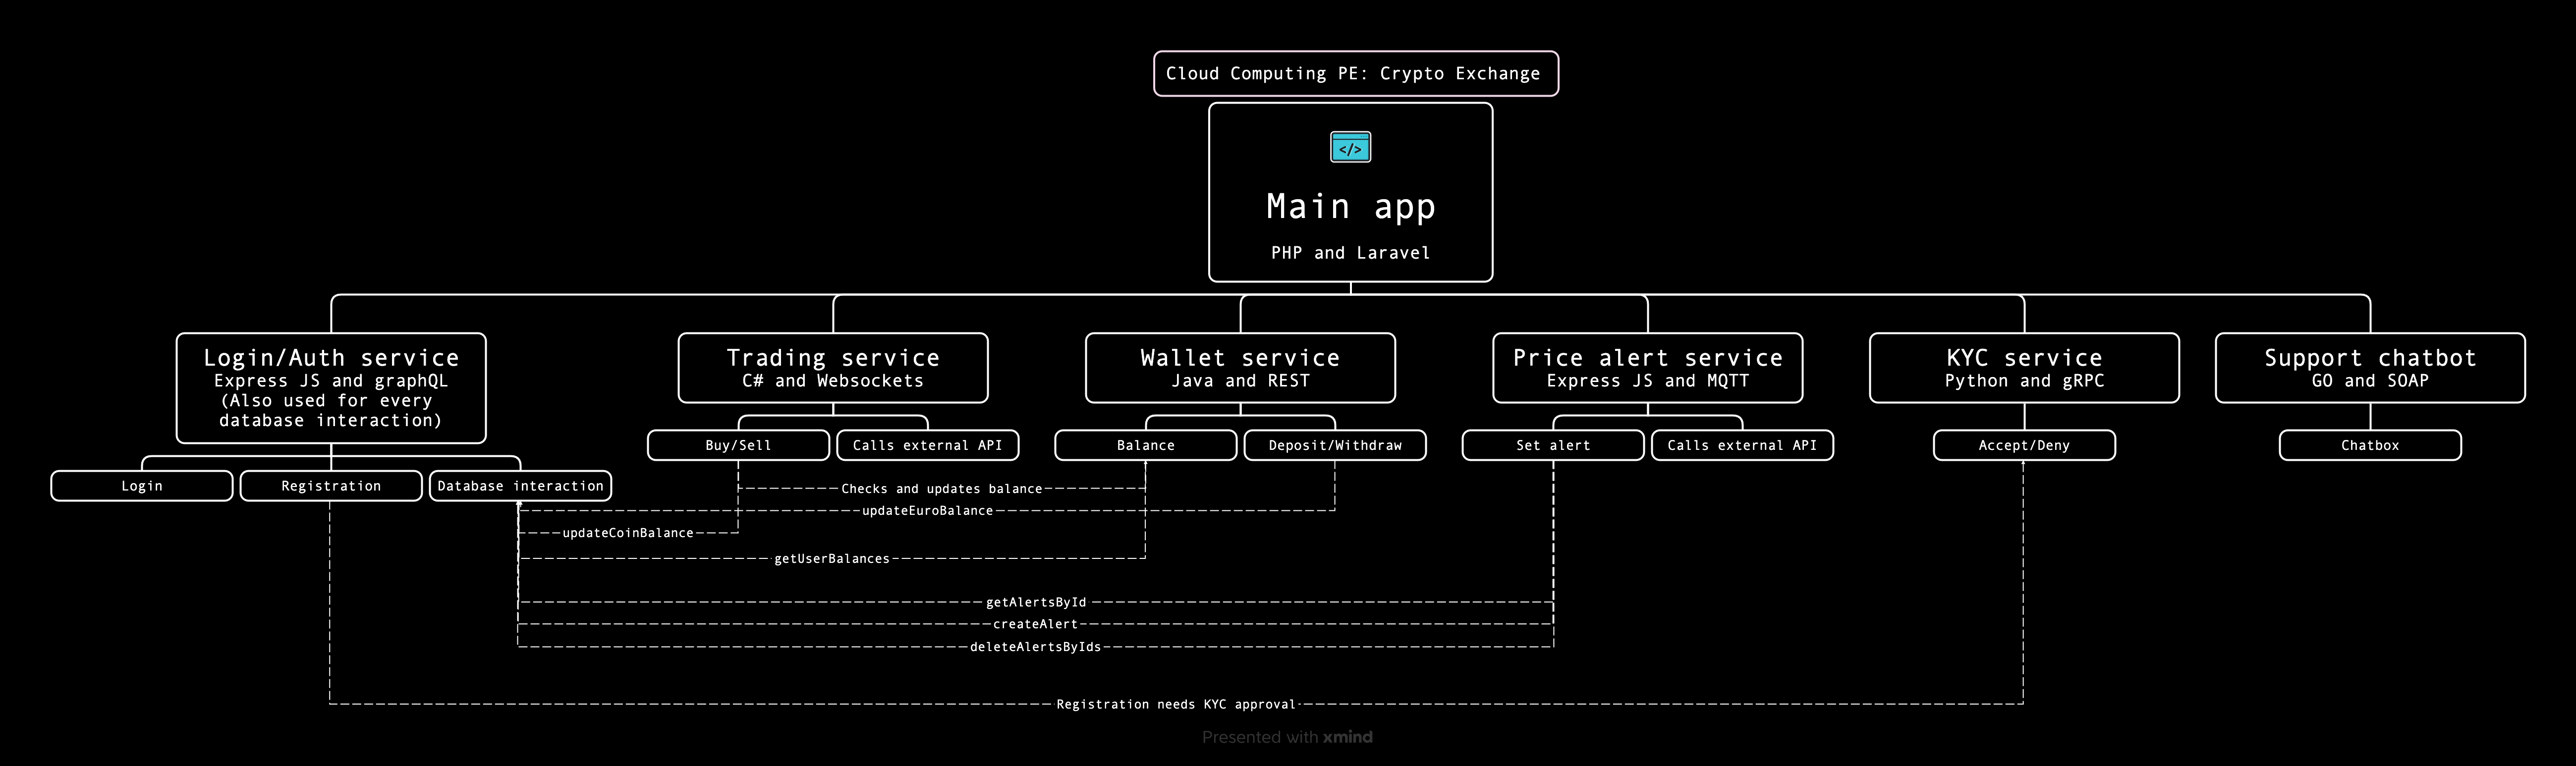 Cloud Computing PE: Crypto Exchange
</>
Main app
PHP and Laravel
Login/Auth service
Express JS and graphQL
(Also used for every
database interaction)
Trading service
C# and Websockets
Wallet service
Java and REST
Price alert service
Express JS and MQTT
KYC service
Python and gRPC
Support chatbot
GO and SOAP
Buy/Sell
Calls external API
Balance
Deposit/Withdraw
Set alert
Calls external API
Accept/Deny
Chatbox
Login
Registration
Database interaction
Checks and updates balance
updateEuroBalance
updateCoinBalance
getUserBalances
getAlertsById
createAlert
deleteAlertsByIds
Registration needs KYC approval
Presented with xmind